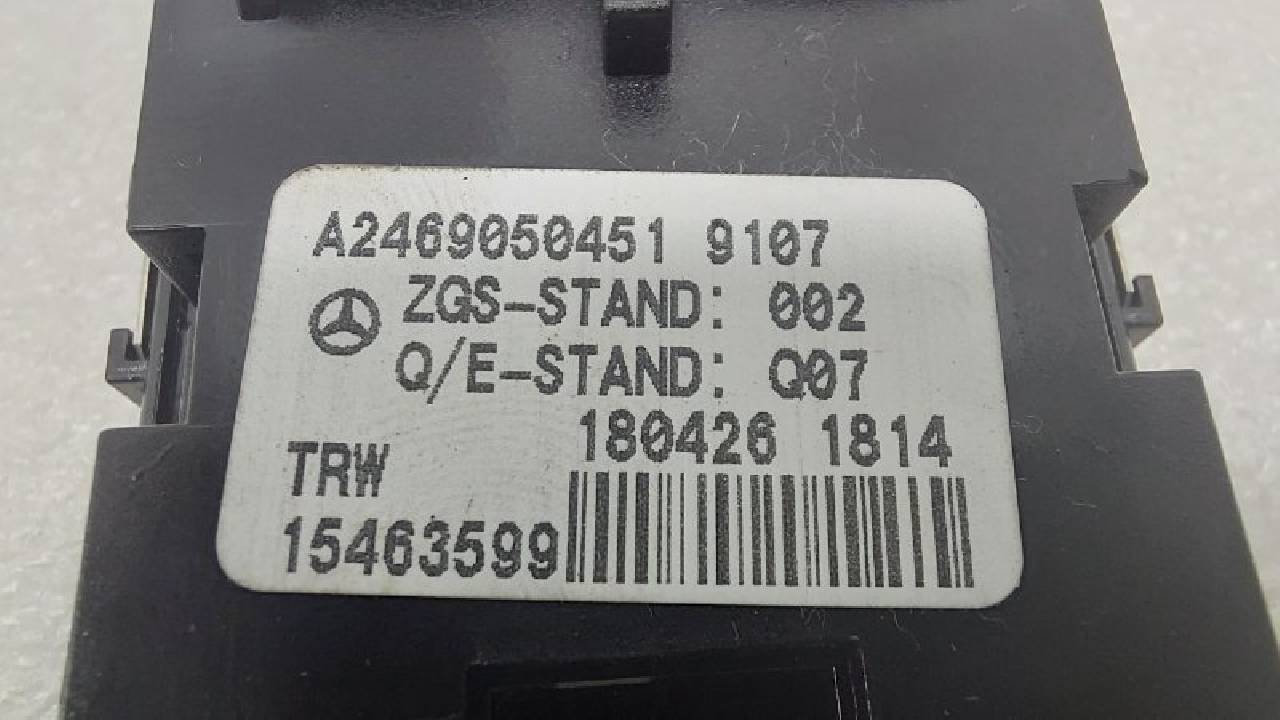 A2469050451 9107
ZGS-STAND: 002
Q/E-STAND: Q07
180426 1814
TRW
15463599